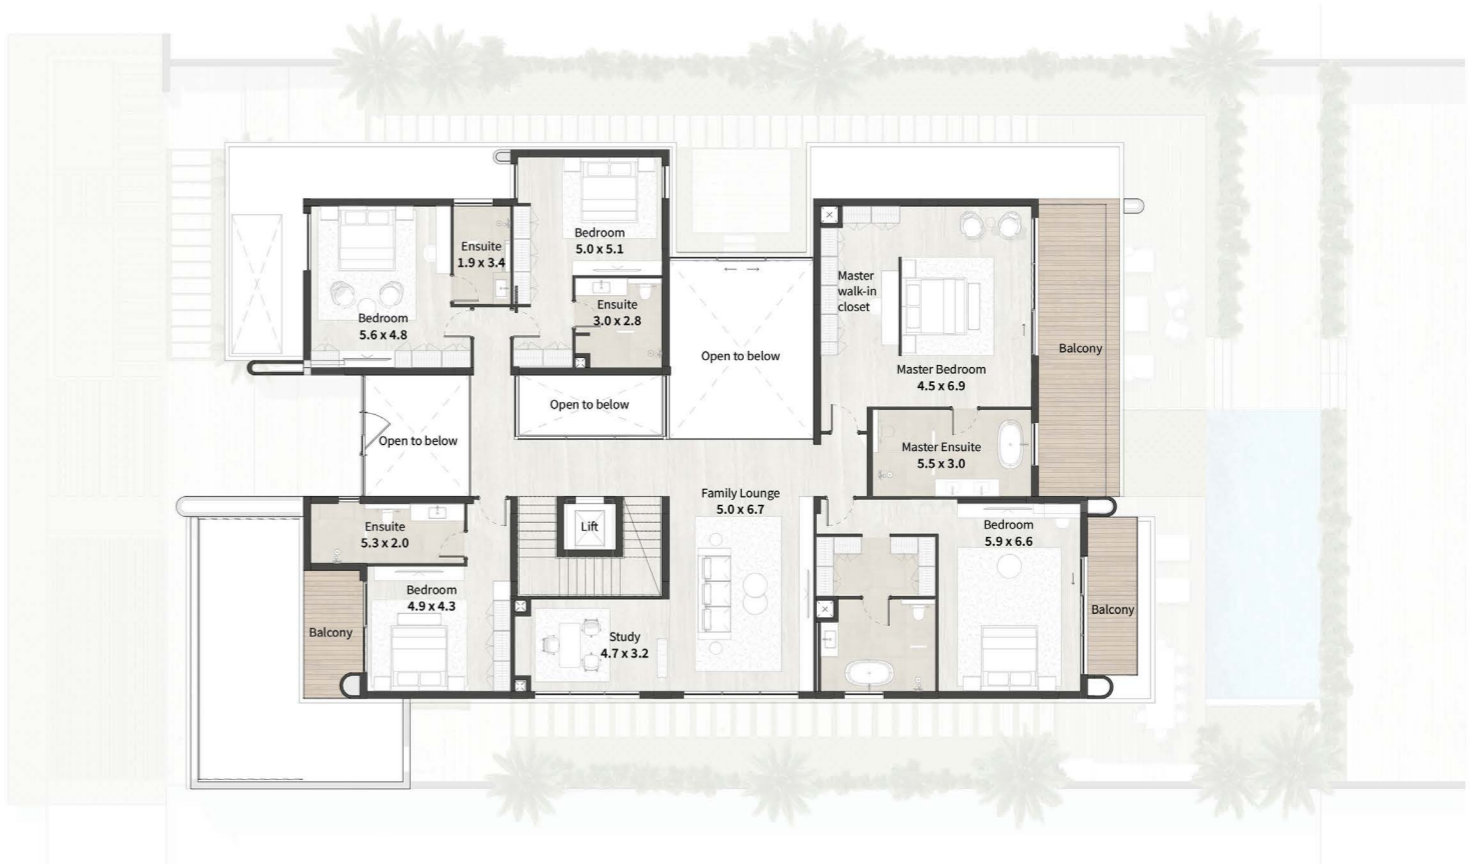 Bedroom
5.0 x 5.1
Ensuite
1.9 x 3.4
Master
walk-in
closet
Ensuite
3.0 x 2.8
Bedroom
5.6 x 4.8
Open to below
Balcony
Master Bedroom
4.5 x 6.9
Open to below
Open to below
Master Ensuite
5.5 x 3.0
Family Lounge
5.0 x 6.7
Ensuite
5.3 x 2.0
Lift
Bedroom
5.9 x 6.6
Bedroom
4.9 x 4.3
Balcony
Balcony
Study
4.7 x 3.2